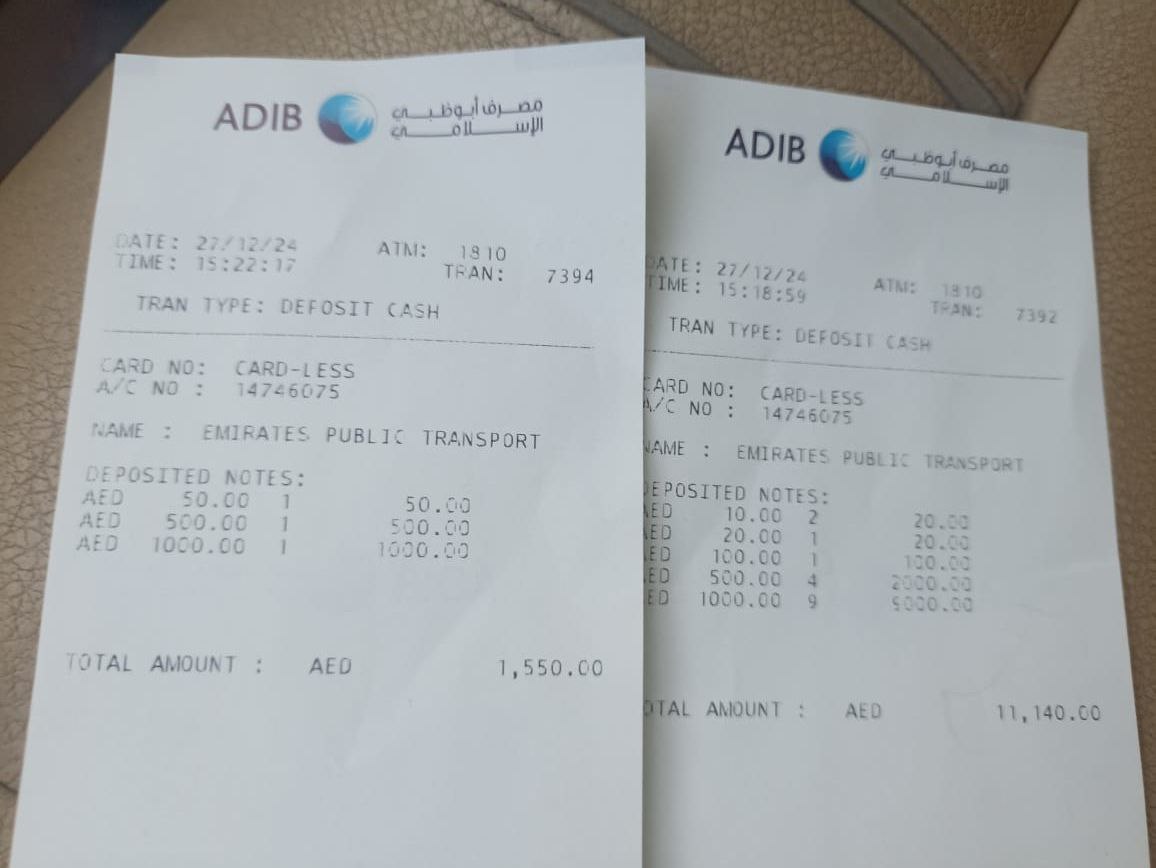 ADIB
مصرف أبوظبي
الإسلامي
DATE: 27/12/24 ATM: 1810
TIME: 15:22:17 TRAN: 7394
TRAN TYPE: DEPOSIT CASH
CARD NO: CARD-LESS
A/C NO : 14746075
NAME : EMIRATES PUBLIC TRANSPORT
DEPOSITED NOTES:
AED 50.00 1 50.00
AED 500.00 1 500.00
AED 1000.00 1 1000.00
TOTAL AMOUNT : AED 1,550.00
ADIB
مصرف أبوظبي
الإسلامي
DATE: 27/12/24 ATM: 1810
TIME: 15:18:59 TRAN: 7392
TRAN TYPE: DEPOSIT CASH
CARD NO: CARD-LESS
A/C NO : 14746075
NAME : EMIRATES PUBLIC TRANSPORT
DEPOSITED NOTES:
AED 10.00 2 20.00
AED 20.00 1 20.00
AED 100.00 1 100.00
AED 500.00 4 2000.00
ED 1000.00 9 9000.00
OTAL AMOUNT : AED 11,140.00